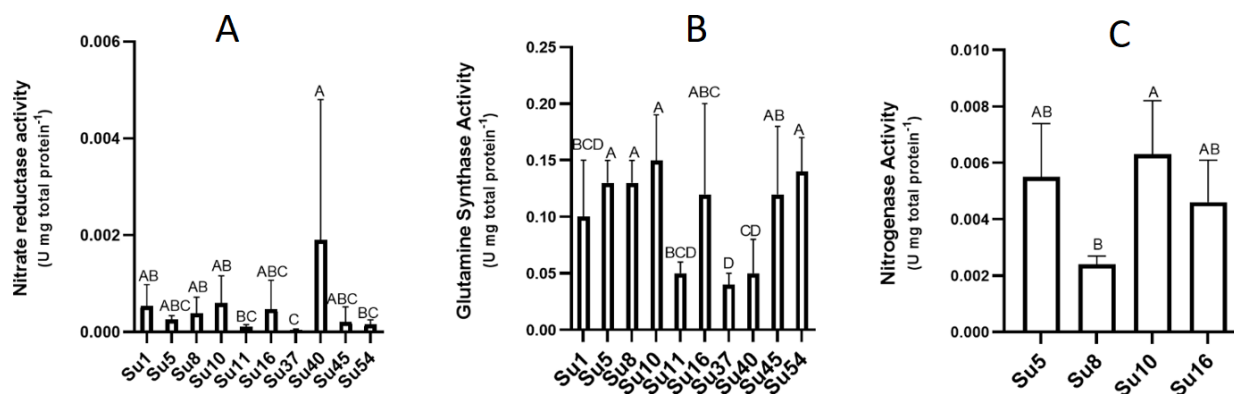 A
Nitrate reductase activity
(U mg total protein⁻¹)
0.006
0.004
0.002
0.000
AB
ABC
AB
AB
BC
ABC
C
A
ABC
BC
Su1
Su5
Su8
Su10
Su11
Su16
Su37
Su40
Su45
Su54
B
Glutamine Synthase Activity
(U mg total protein⁻¹)
0.25
0.20
0.15
0.10
0.05
0.00
BCD
A
A
A
BCD
ABC
D
CD
AB
A
Su1
Su5
Su8
Su10
Su11
Su16
Su37
Su40
Su45
Su54
C
Nitrogenase Activity
(U mg total protein⁻¹)
0.010
0.008
0.006
0.004
0.002
0.000
AB
B
A
AB
Su5
Su8
Su10
Su16